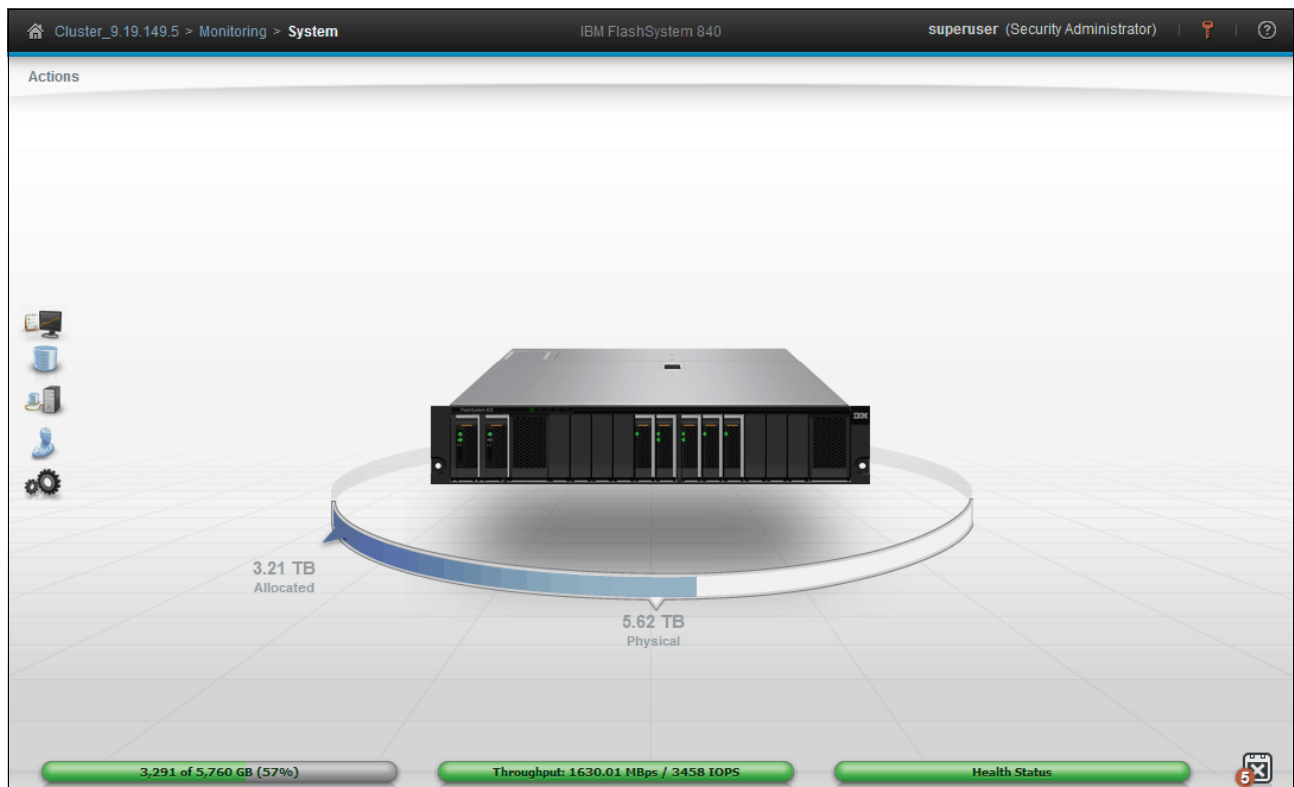 Cluster_9.19.149.5 > Monitoring > System
IBM FlashSystem 840
superuser (Security Administrator)
?
Actions
IBM
3.21 TB
Allocated
5.62 TB
Physical
3,291 of 5,760 GB (57%)
Throughput: 1630.01 MBps / 3458 IOPS
Health Status
5